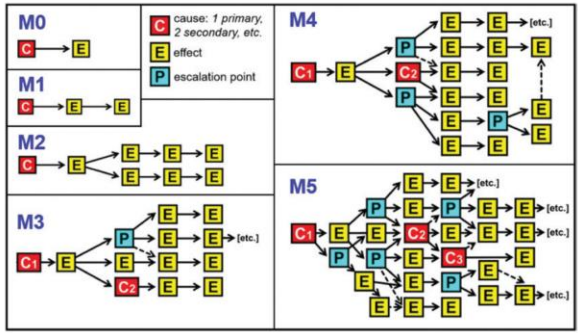 M0
C E
M1
C E E
cause: 1 primary,
2 secondary, etc.
C
E effect
P escalation point
M2
E E E
C E
E E E
M3
E E
P E E [etc.]
C1 E E E E
C2 E E
M4
E E [etc.]
P E E E
C1 E C2 E E
P E E
E
E P
E
E E
M5
E E [etc.]
P E P E E [etc.]
C1 E E C2 E E E [etc.]
P P E C3 E
E
E E P
E [etc.]
E E E